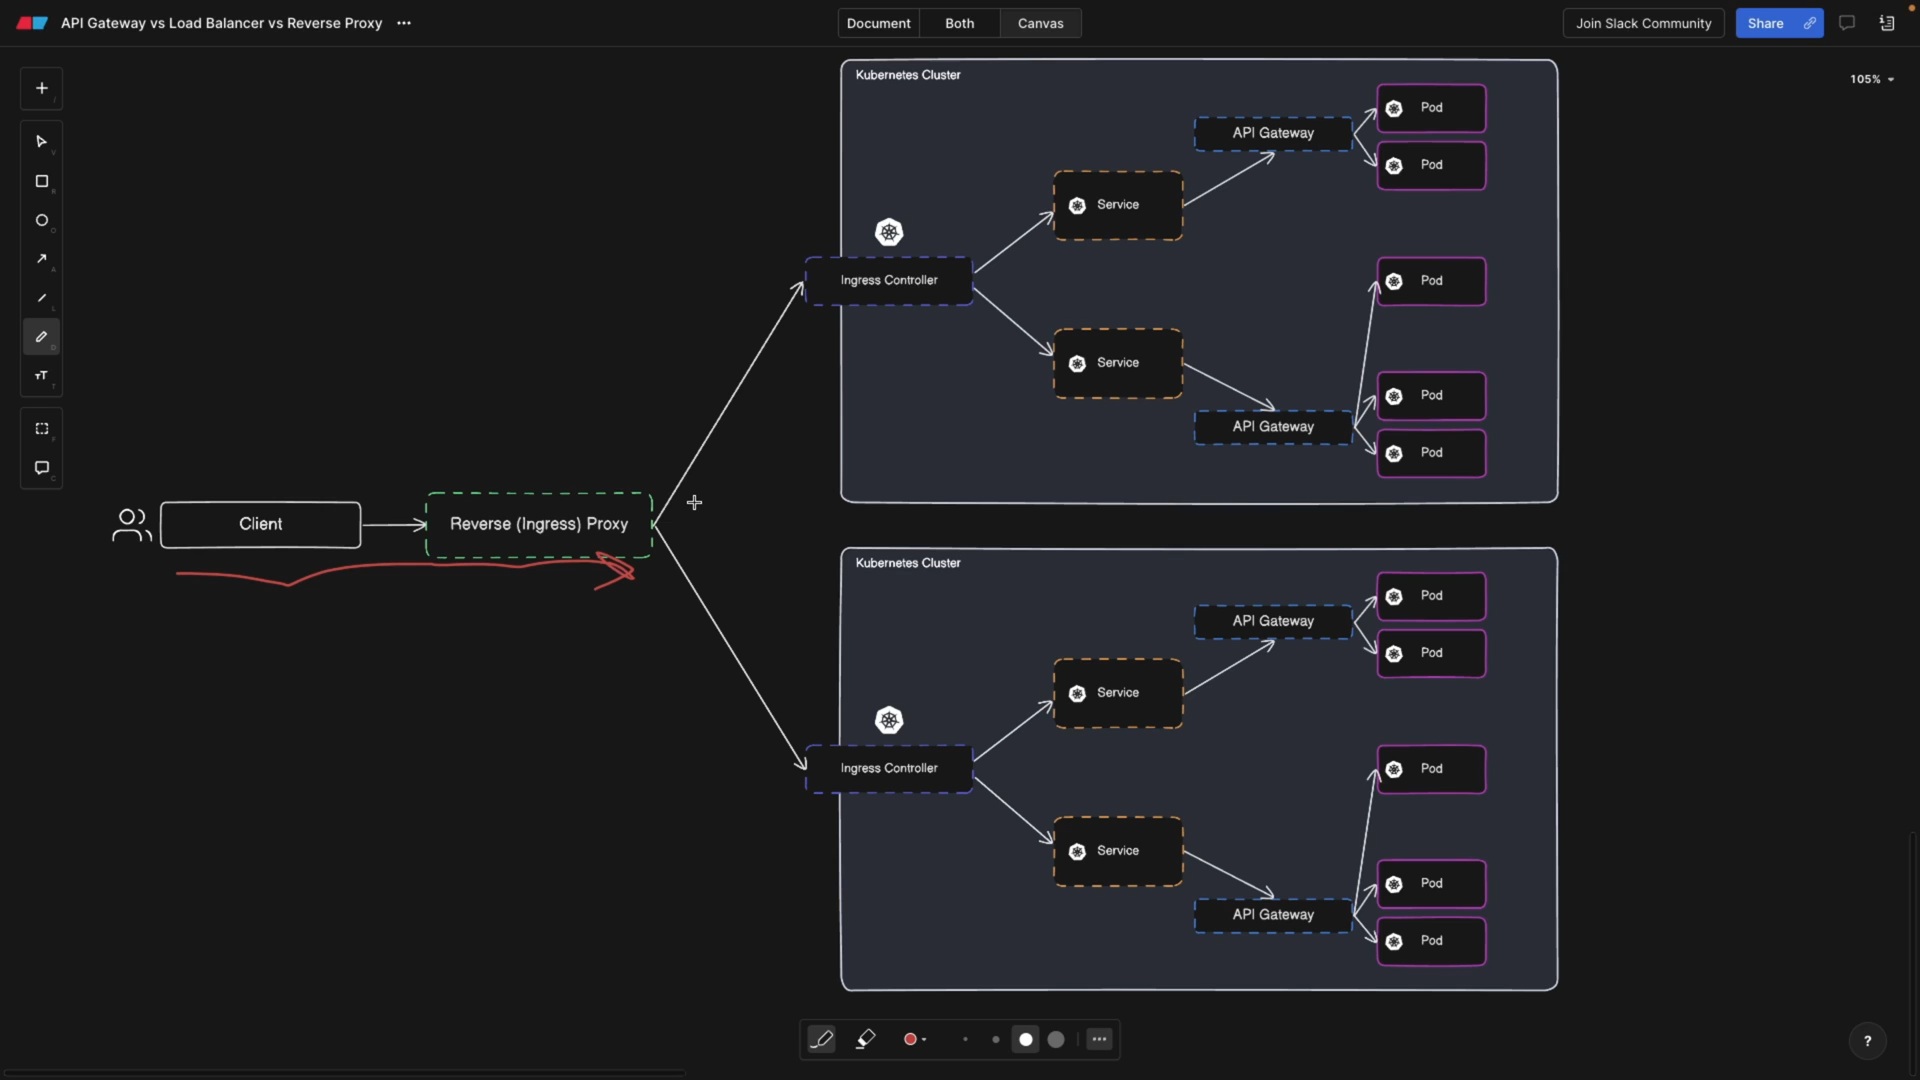 API Gateway vs Load Balancer vs Reverse Proxy
Document
Both
Canvas
Join Slack Community
Share
105%
Kubernetes Cluster
Pod
API Gateway
Pod
Service
Ingress Controller
Pod
Service
Pod
API Gateway
Pod
Client
Reverse (Ingress) Proxy
Kubernetes Cluster
Pod
API Gateway
Pod
Service
Ingress Controller
Pod
Service
Pod
API Gateway
Pod
?